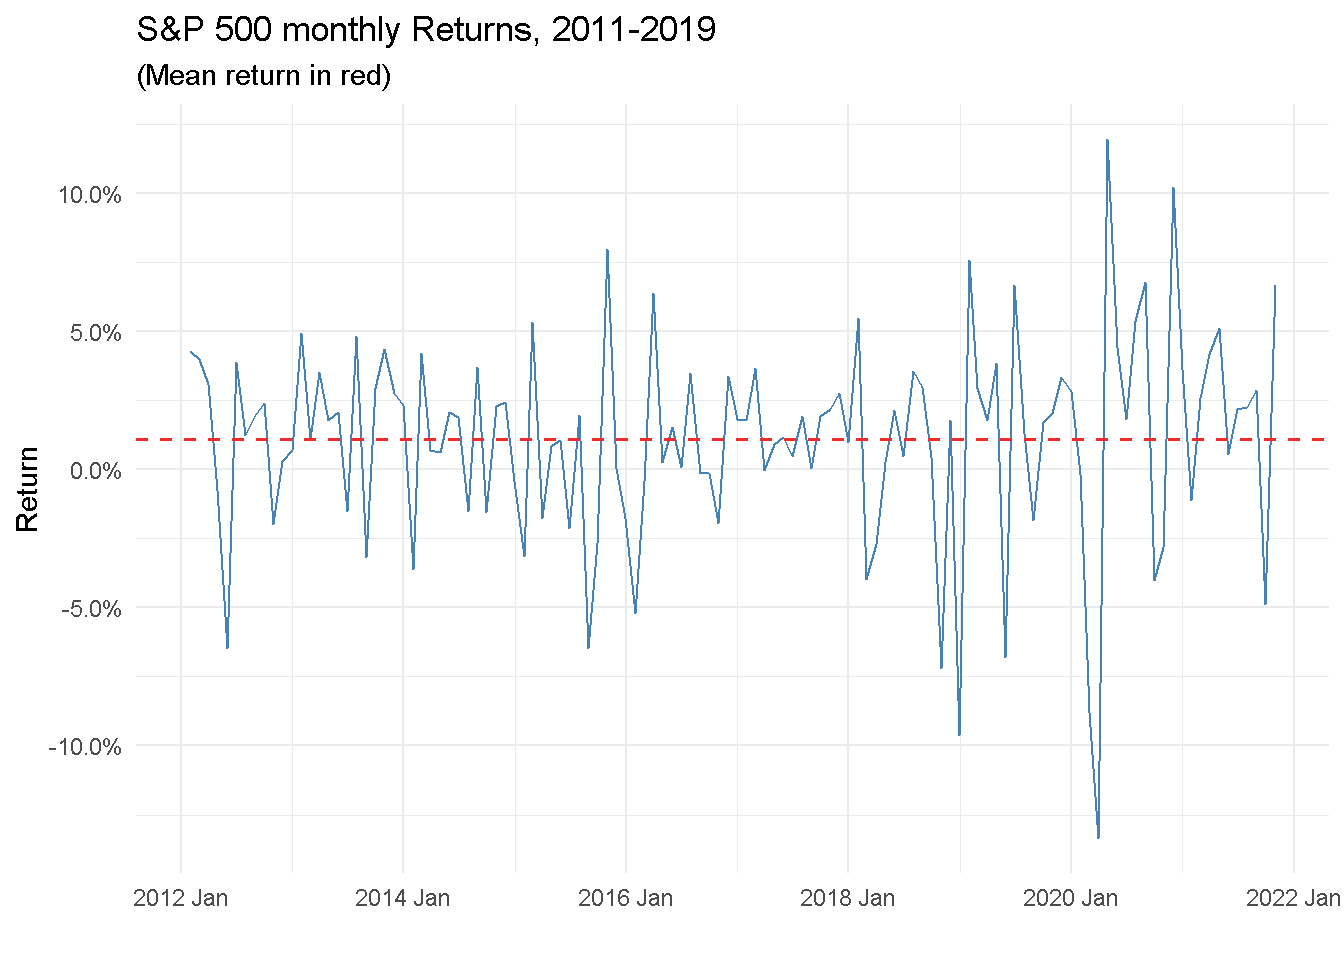 S&P 500 monthly Returns, 2011-2019
(Mean return in red)
10.0%
5.0%
0.0%
-5.0%
-10.0%
Return
2012 Jan
2014 Jan
2016 Jan
2018 Jan
2020 Jan
2022 Jan